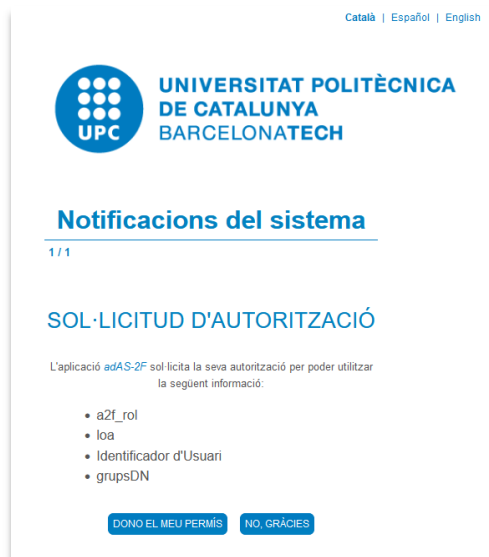 Català | Español | English
UPC
UNIVERSITAT POLITÈCNICA
DE CATALUNYA
BARCELONATECH
Notificacions del sistema
1 / 1
SOL·LICITUD D'AUTORITZACIÓ
L'aplicació adAS-2F sol·licita la seva autorització per poder utilitzar
la següent informació:
• a2f_rol
• loa
• Identificador d'Usuari
• grupsDN
DONO EL MEU PERMÍS NO, GRÀCIES